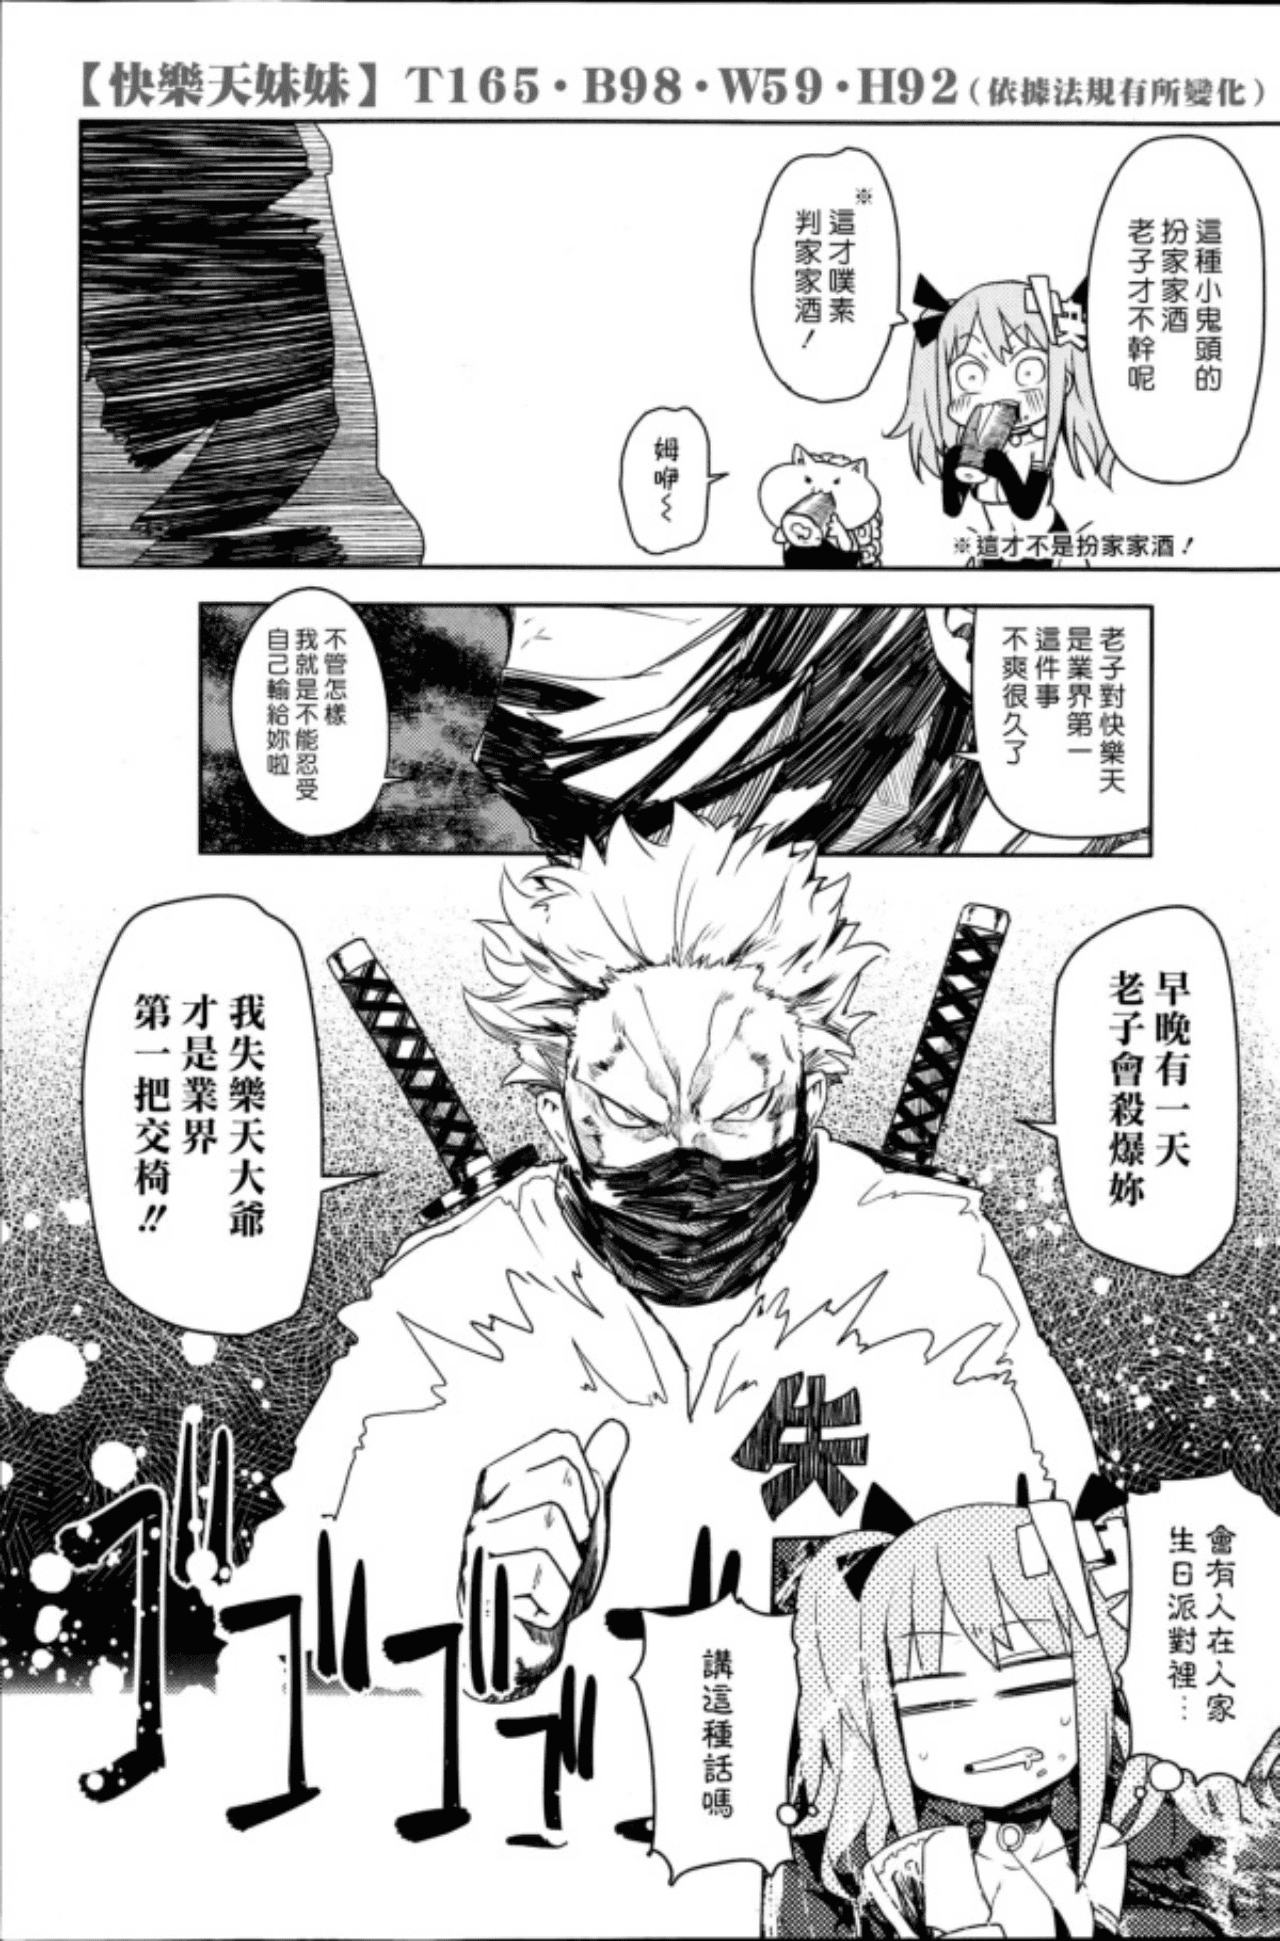 【快樂天妹妹】T165・B98・W59・H92（依據法規有所變化）
這種小鬼頭的
扮家家酒
老子才不幹呢
※
這才噗素
判家家酒！
※這才不是扮家家酒！
姆咿～
老子對快樂天
是業界第一
這件事
不爽很久了
不管怎樣
我就是不能忍受
自己輸給妳啦
早晚有一天
老子會殺爆妳
我失樂天大爺
才是業界
第一把交椅!!
失
ゴゴゴゴゴ
會有人在人家
生日派對裡…
講這種話嗎